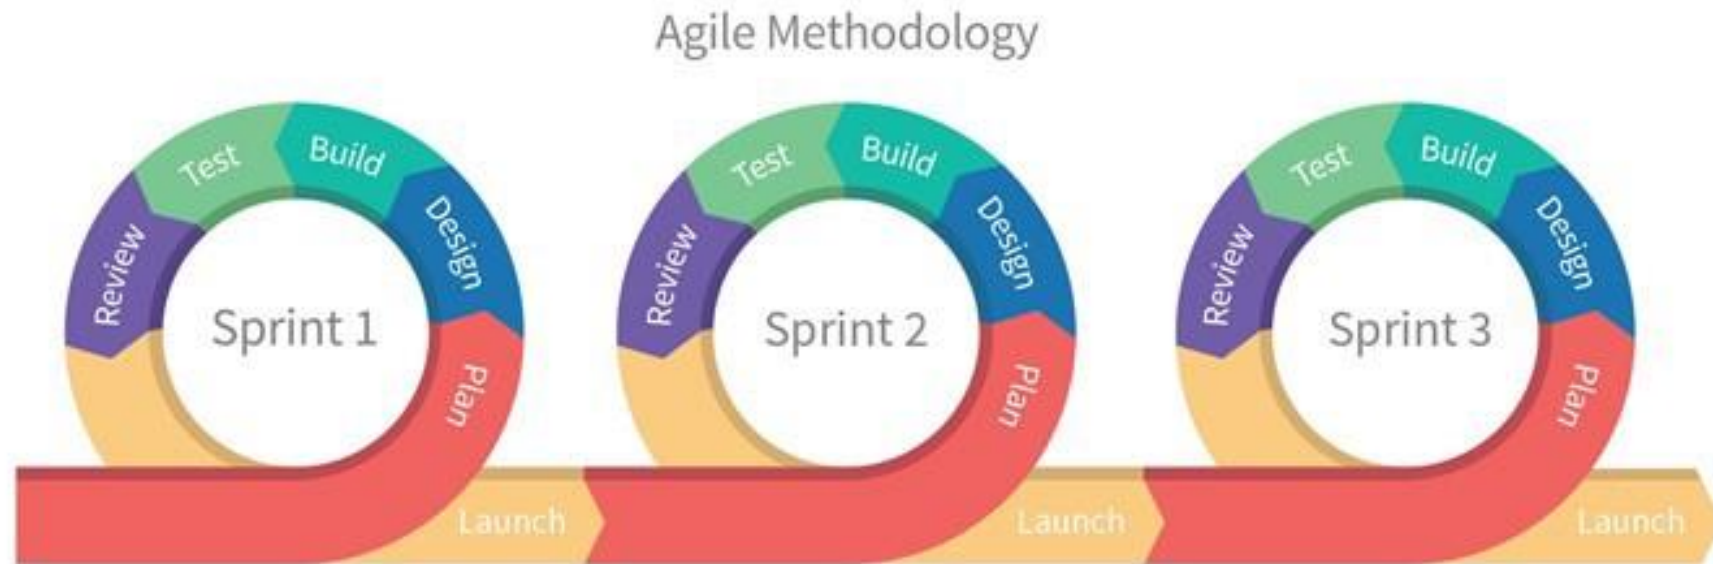 Agile Methodology
Test
Build
Review
Design
Sprint 1
Plan
Launch
Test
Build
Review
Design
Sprint 2
Plan
Launch
Test
Build
Review
Design
Sprint 3
Plan
Launch